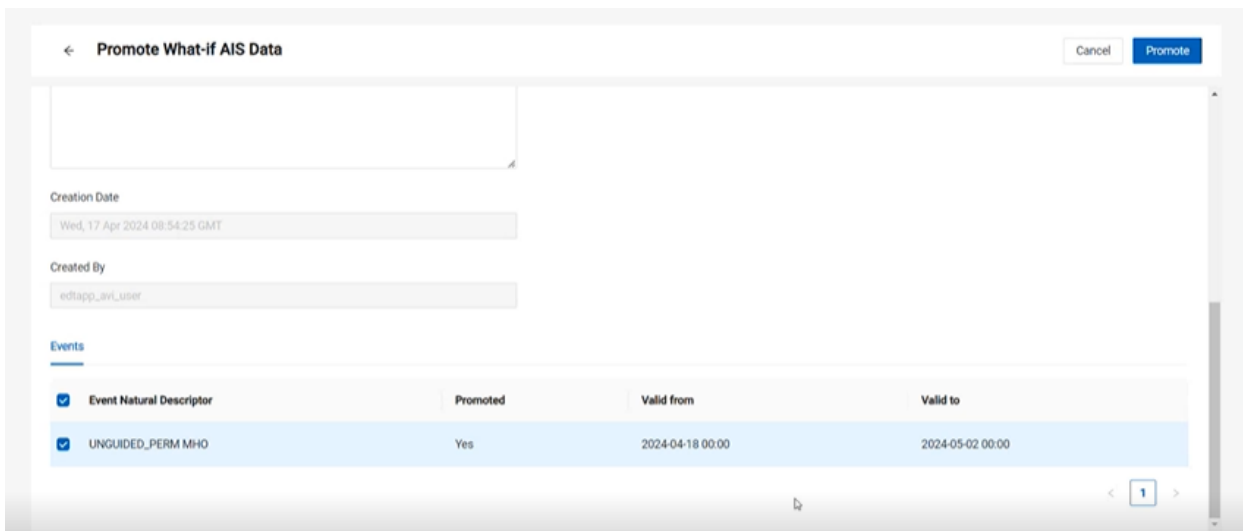 Promote What-if AIS Data
Cancel
Promote
Creation Date
Wed, 17 Apr 2024 08:54:25 GMT
Created By
edtapp_avi_user
Events
Event Natural Descriptor Promoted Valid from Valid to
UNGUIDED_PERM MHO Yes 2024-04-18 00:00 2024-05-02 00:00
1